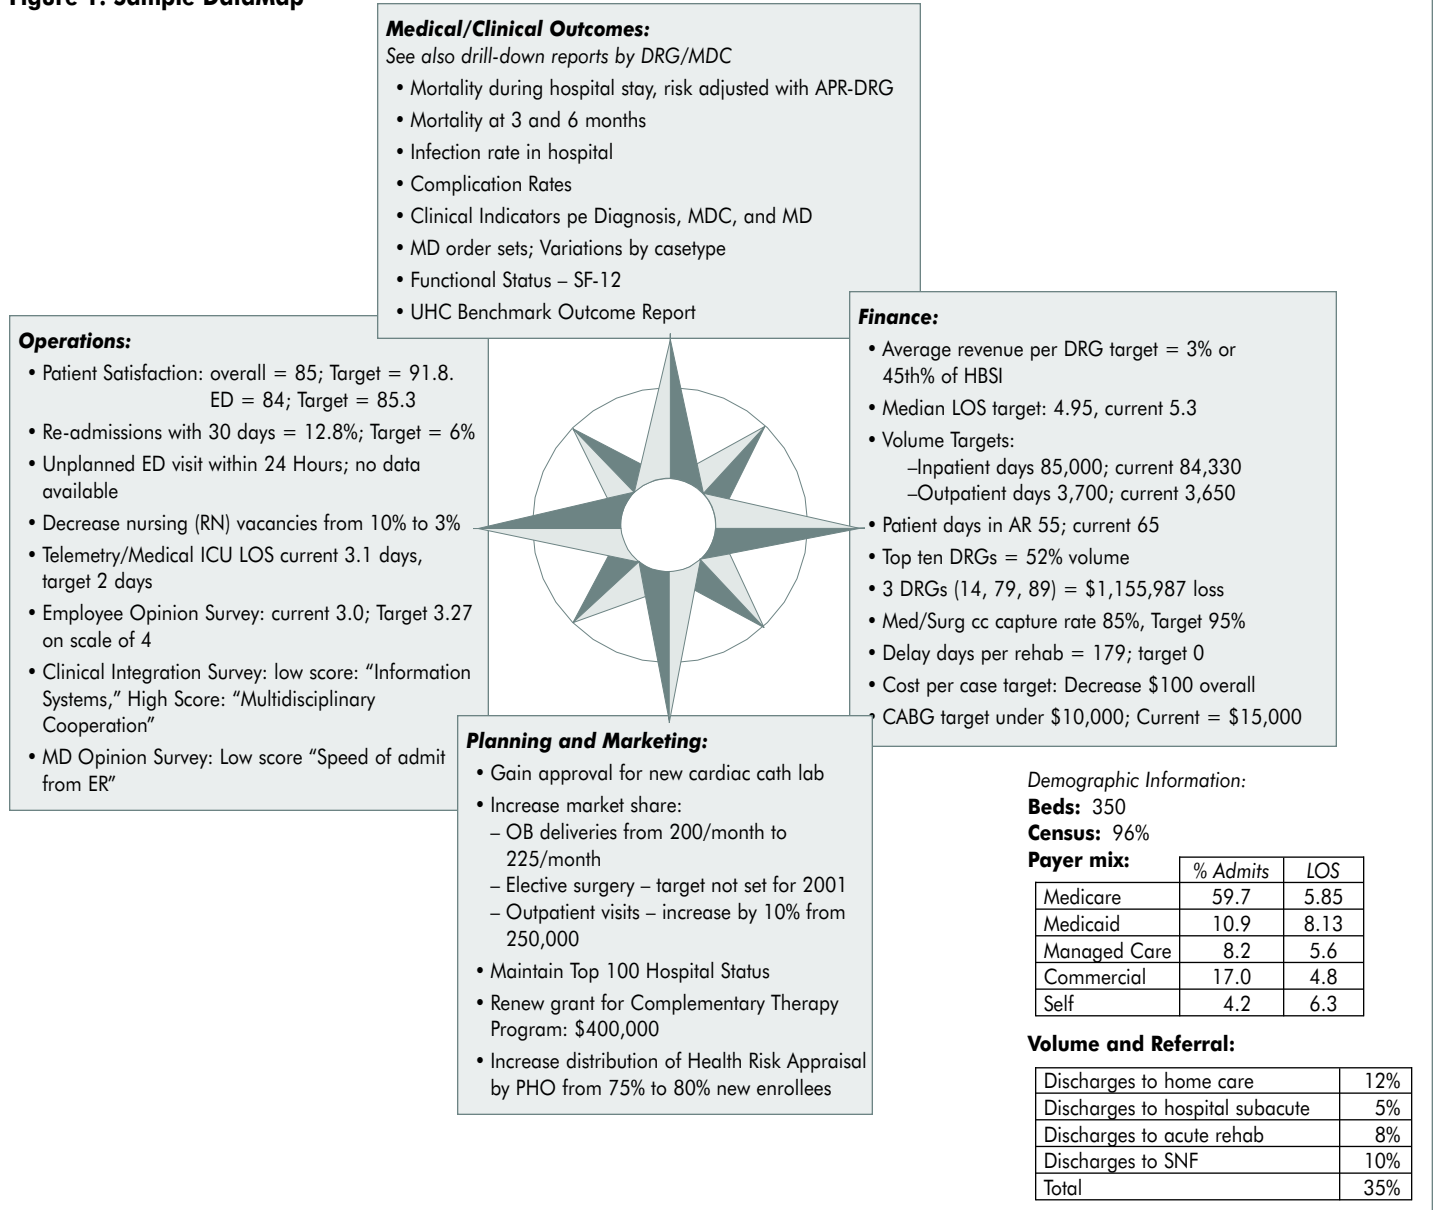 Figure 1. Sample DataMap
Medical/Clinical Outcomes:
See also drill-down reports by DRG/MDC
• Mortality during hospital stay, risk adjusted with APR-DRG
• Mortality at 3 and 6 months
• Infection rate in hospital
• Complication Rates
• Clinical Indicators pe Diagnosis, MDC, and MD
• MD order sets; Variations by casetype
• Functional Status – SF-12
• UHC Benchmark Outcome Report
Operations:
• Patient Satisfaction: overall = 85; Target = 91.8.
ED = 84; Target = 85.3
• Re-admissions with 30 days = 12.8%; Target = 6%
• Unplanned ED visit within 24 Hours; no data
available
• Decrease nursing (RN) vacancies from 10% to 3%
• Telemetry/Medical ICU LOS current 3.1 days,
target 2 days
• Employee Opinion Survey: current 3.0; Target 3.27
on scale of 4
• Clinical Integration Survey: low score: “Information
Systems,” High Score: “Multidisciplinary
Cooperation”
• MD Opinion Survey: Low score “Speed of admit
from ER”
Finance:
• Average revenue per DRG target = 3% or
45th% of HBSI
• Median LOS target: 4.95, current 5.3
• Volume Targets:
–Inpatient days 85,000; current 84,330
–Outpatient days 3,700; current 3,650
• Patient days in AR 55; current 65
• Top ten DRGs = 52% volume
• 3 DRGs (14, 79, 89) = $1,155,987 loss
• Med/Surg cc capture rate 85%, Target 95%
• Delay days per rehab = 179; target 0
• Cost per case target: Decrease $100 overall
• CABG target under $10,000; Current = $15,000
Planning and Marketing:
• Gain approval for new cardiac cath lab
• Increase market share:
– OB deliveries from 200/month to
225/month
– Elective surgery – target not set for 2001
– Outpatient visits – increase by 10% from
250,000
• Maintain Top 100 Hospital Status
• Renew grant for Complementary Therapy
Program: $400,000
• Increase distribution of Health Risk Appraisal
by PHO from 75% to 80% new enrollees
Demographic Information:
Beds: 350
Census: 96%
Payer mix:
% Admits LOS
Medicare 59.7 5.85
Medicaid 10.9 8.13
Managed Care 8.2 5.6
Commercial 17.0 4.8
Self 4.2 6.3
Volume and Referral:
Discharges to home care 12%
Discharges to hospital subacute 5%
Discharges to acute rehab 8%
Discharges to SNF 10%
Total 35%